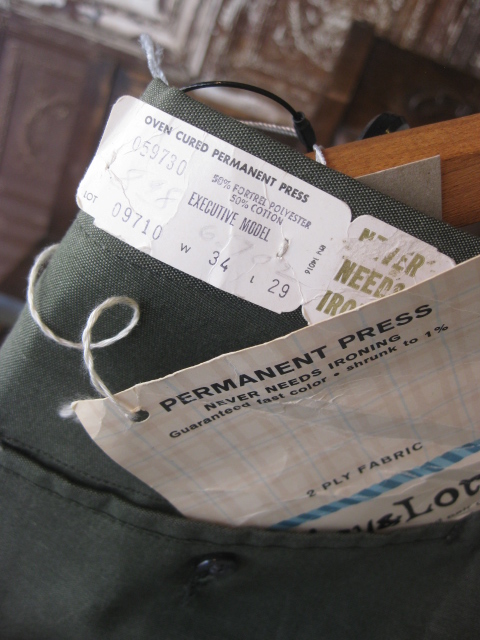 OVEN CURED PERMANENT PRESS
059730
50% FORTREL POLYESTER
50% COTTON
EXECUTIVE MODEL
LOT 09710 W 34 L 29
NEVER
NEEDS
IRO
PERMANENT PRESS
NEVER NEEDS IRONING
Guaranteed fast color • shrunk to 1%
2 PLY FABRIC